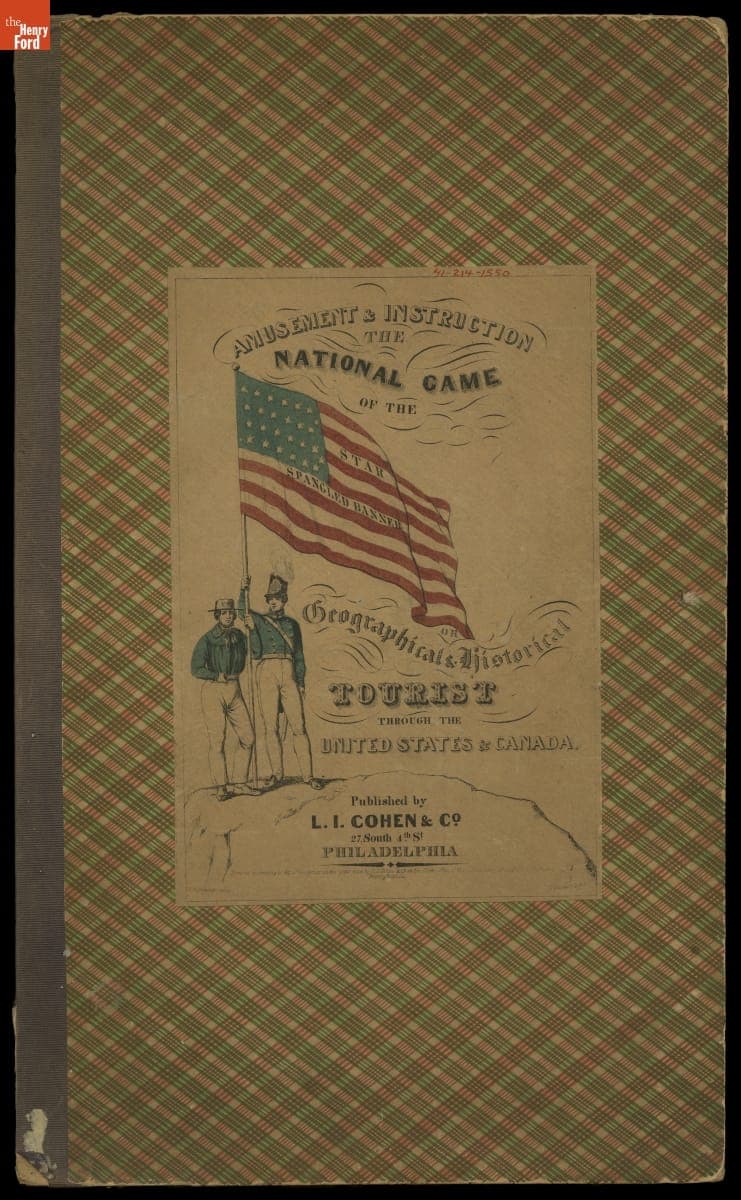 the
Henry
Ford
41-214-1550
AMUSEMENT & INSTRUCTION
THE
NATIONAL GAME
OF THE
STAR
SPANGLED BANNER
OR
Geographical & Historical
TOURIST
THROUGH THE
UNITED STATES & CANADA.
Published by
L. I. COHEN & Co
27 South 4th St
PHILADELPHIA